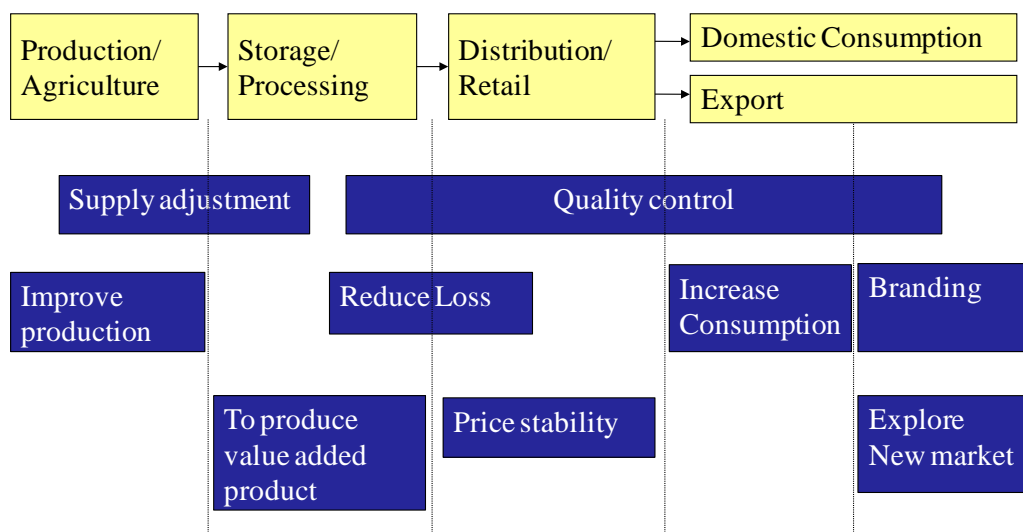 Production/
Agriculture
Storage/
Processing
Distribution/
Retail
Domestic Consumption
Export
Supply adjustment
Quality control
Improve
production
Reduce Loss
Increase
Consumption
Branding
To produce
value added
product
Price stability
Explore
New market